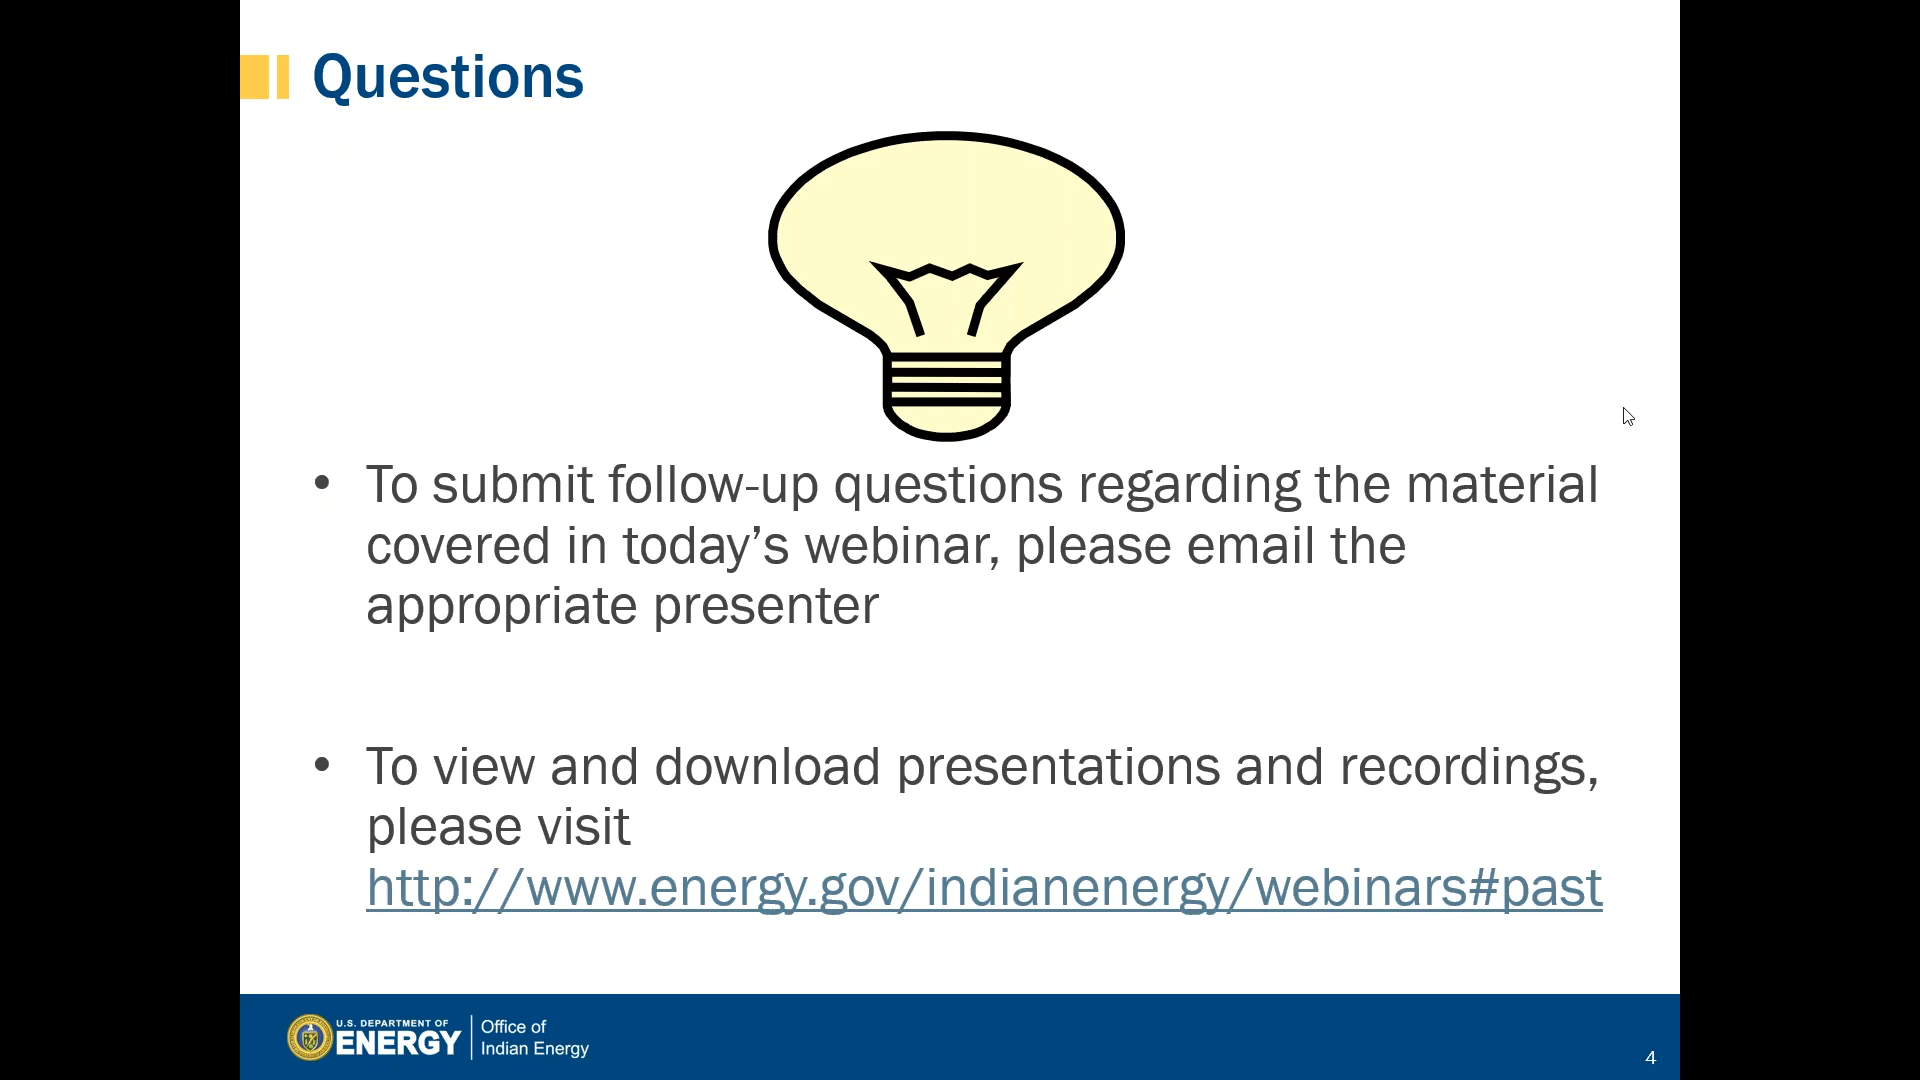 Questions
• To submit follow-up questions regarding the material
covered in today’s webinar, please email the
appropriate presenter
• To view and download presentations and recordings,
please visit
http://www.energy.gov/indianenergy/webinars#past
U.S. DEPARTMENT OF
ENERGY
Office of
Indian Energy
4